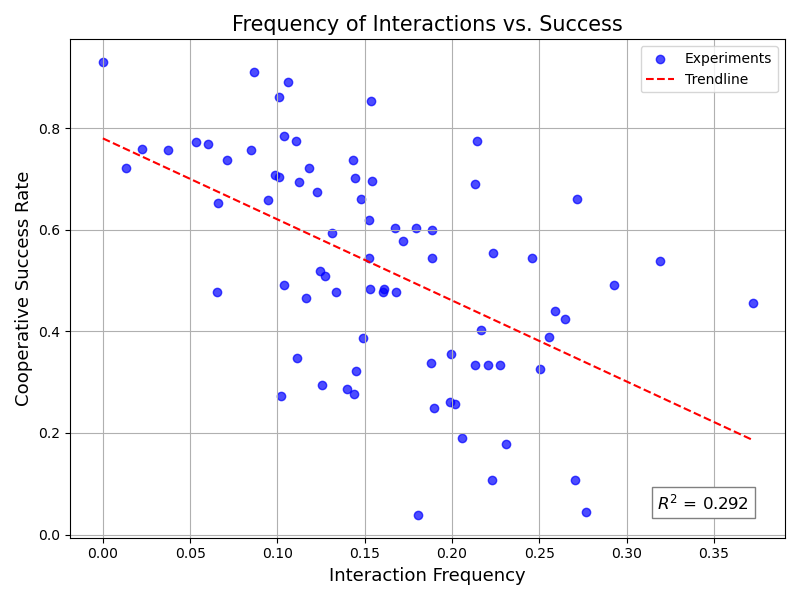 Frequency of Interactions vs. Success
Experiments
Trendline
Cooperative Success Rate
0.8
0.6
0.4
0.2
0.0
R² = 0.292
0.00 0.05 0.10 0.15 0.20 0.25 0.30 0.35
Interaction Frequency